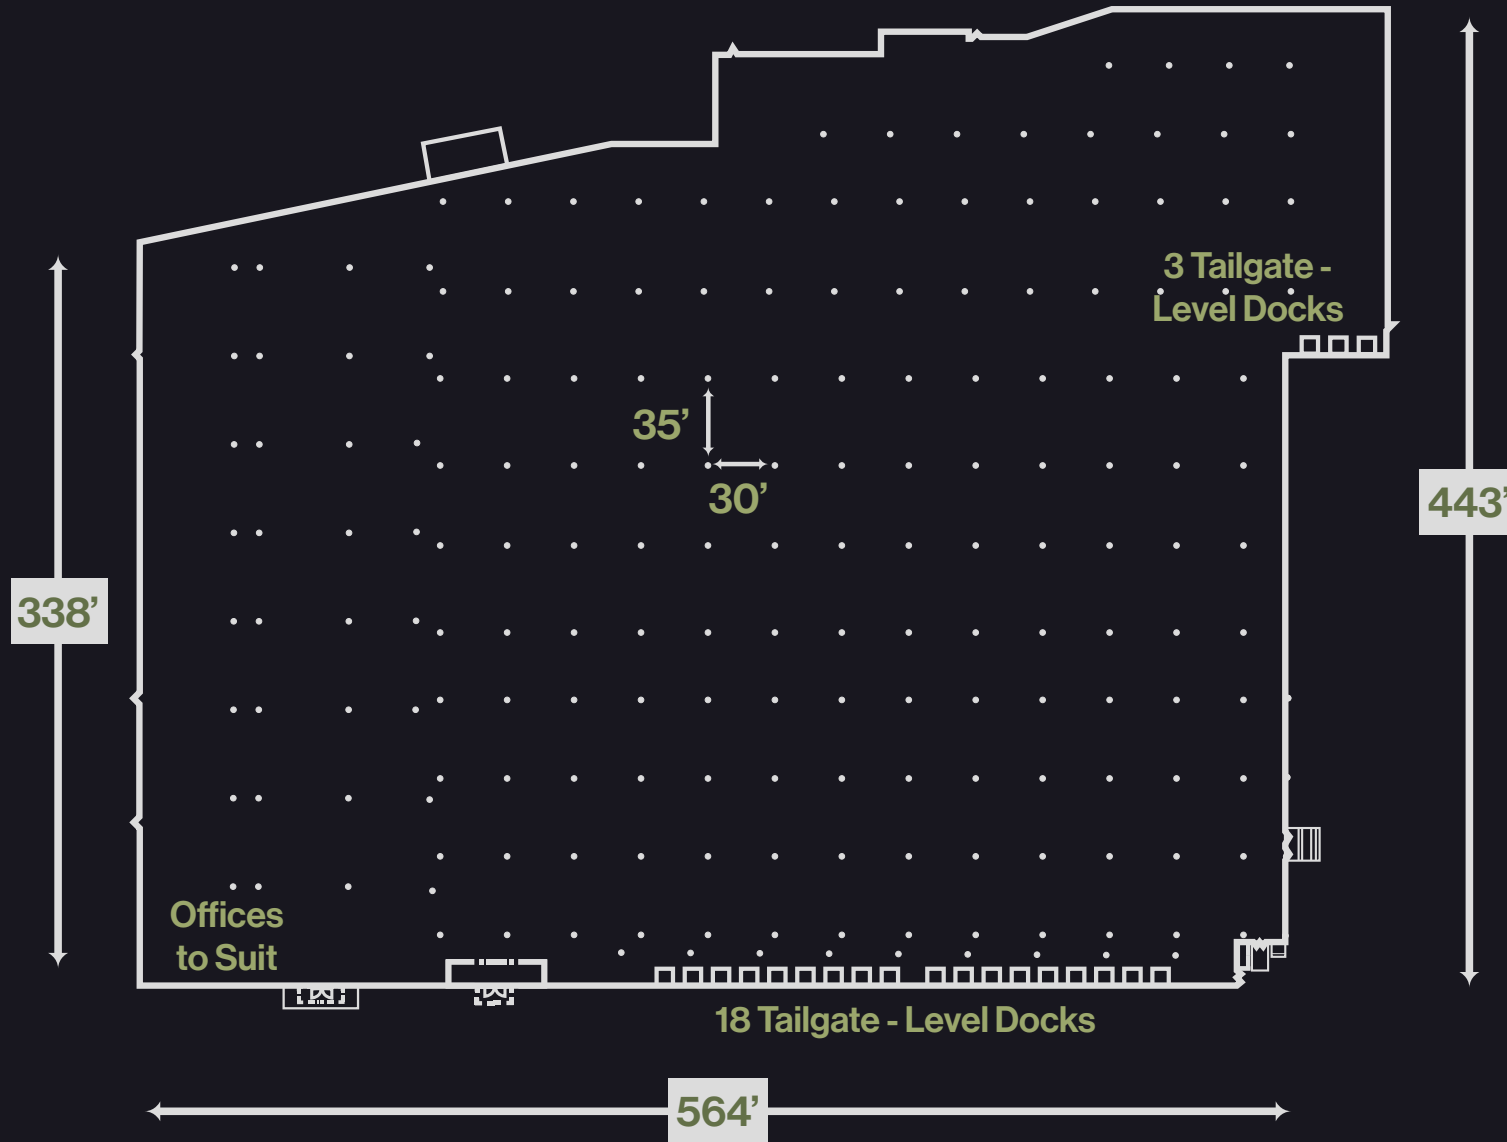 3 Tailgate -
Level Docks
35’
30’
443’
338’
Offices
to Suit
18 Tailgate - Level Docks
564’